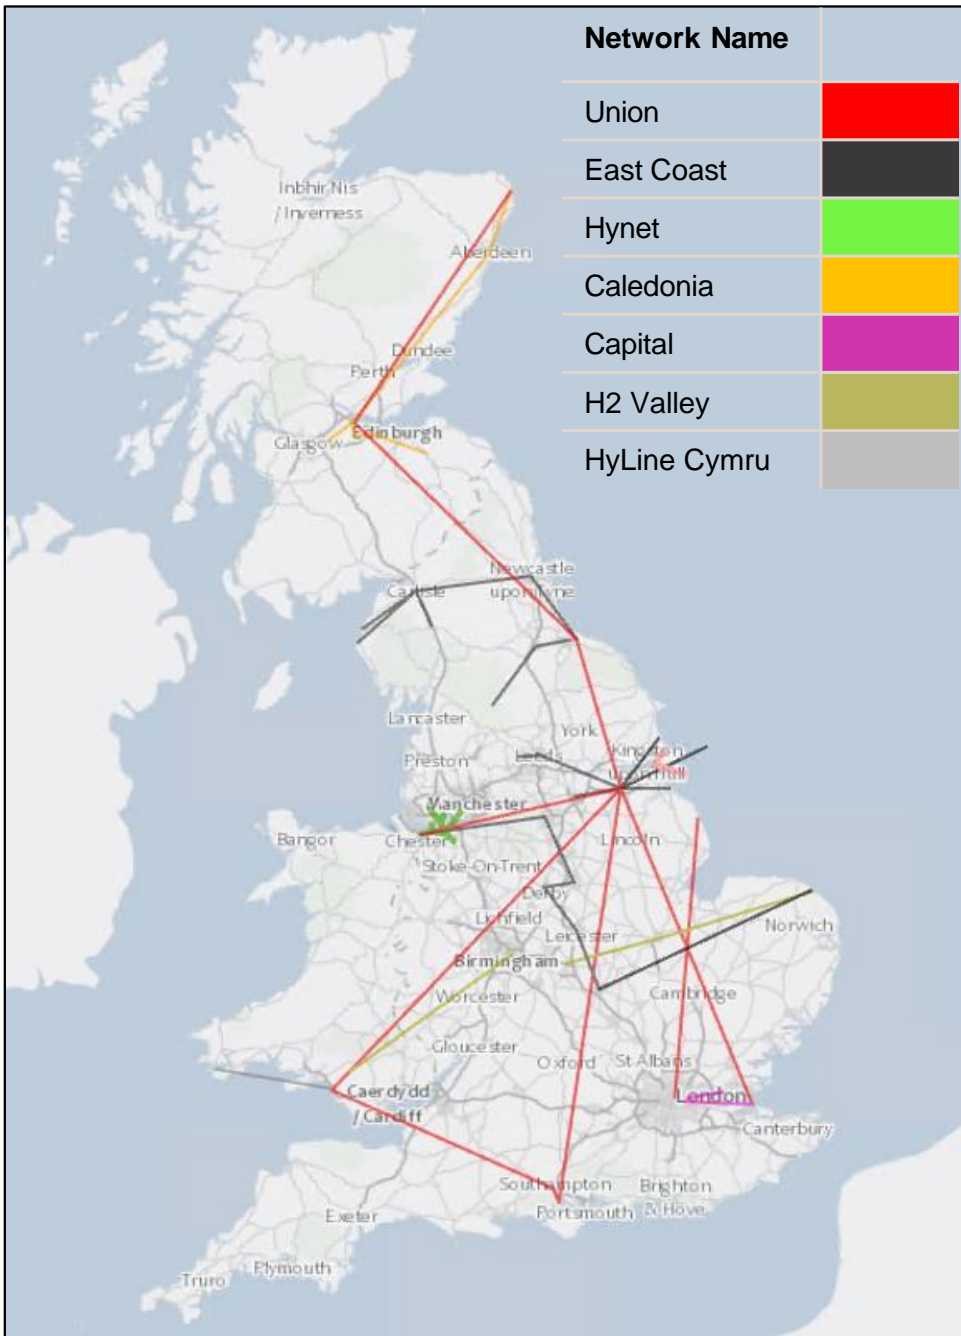 Network Name
Union
East Coast
Hynet
Caledonia
Capital
H2 Valley
HyLine Cymru
Inbhir Nis
/ Inverness
Aberdeen
Dundee
Perth
Edinburgh
Glasgow
Newcastle
upon Tyne
Carlisle
Lancaster
York
Preston
Leeds
Kingston
upon Hull
Manchester
Bangor
Chester
Lincoln
Stoke-On-Trent
Derby
Lichfield
Leicester
Norwich
Birmingham
Worcester
Cambridge
Gloucester
Oxford
St Albans
Caerdydd
/ Cardiff
London
Canterbury
Southampton
Brighton
& Hove
Portsmouth
Exeter
Plymouth
Truro